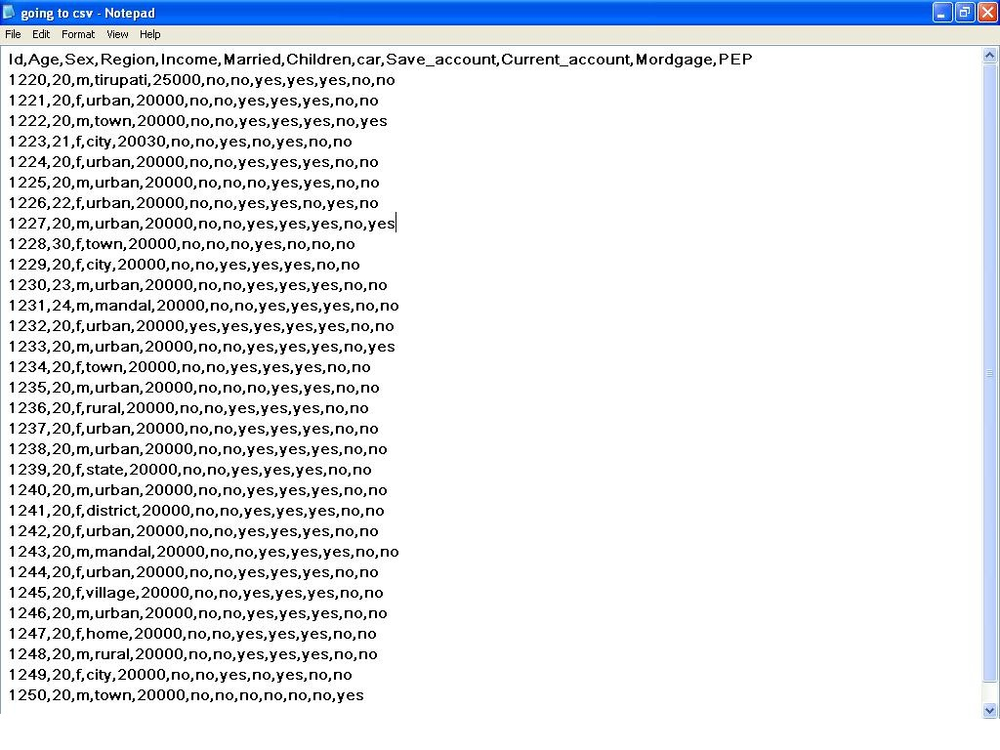 going to csv - Notepad
File Edit Format View Help
Id,Age,Sex,Region,Income,Married,Children,car,Save_account,Current_account,Mordgage,PEP
1220,20,m,tirupati,25000,no,no,yes,yes,yes,no,no
1221,20,f,urban,20000,no,no,yes,yes,yes,no,no
1222,20,m,town,20000,no,no,yes,yes,yes,no,yes
1223,21,f,city,20030,no,no,yes,no,yes,no,no
1224,20,f,urban,20000,no,no,yes,yes,yes,no,no
1225,20,m,urban,20000,no,no,no,yes,yes,no,no
1226,22,f,urban,20000,no,no,yes,yes,no,yes,no
1227,20,m,urban,20000,no,no,yes,yes,yes,no,yes
1228,30,f,town,20000,no,no,no,yes,no,no,no
1229,20,f,city,20000,no,no,yes,yes,yes,no,no
1230,23,m,urban,20000,no,no,yes,yes,yes,no,no
1231,24,m,mandal,20000,no,no,yes,yes,yes,no,no
1232,20,f,urban,20000,yes,yes,yes,yes,yes,no,no
1233,20,m,urban,20000,no,no,yes,yes,yes,no,yes
1234,20,f,town,20000,no,no,yes,yes,yes,no,no
1235,20,m,urban,20000,no,no,no,yes,yes,no,no
1236,20,f,rural,20000,no,no,yes,yes,yes,no,no
1237,20,f,urban,20000,no,no,yes,yes,yes,no,no
1238,20,m,urban,20000,no,no,yes,yes,yes,no,no
1239,20,f,state,20000,no,no,yes,yes,yes,no,no
1240,20,m,urban,20000,no,no,yes,yes,yes,no,no
1241,20,f,district,20000,no,no,yes,yes,yes,no,no
1242,20,f,urban,20000,no,no,yes,yes,yes,no,no
1243,20,m,mandal,20000,no,no,yes,yes,yes,no,no
1244,20,f,urban,20000,no,no,yes,yes,yes,no,no
1245,20,f,village,20000,no,no,yes,yes,yes,no,no
1246,20,m,urban,20000,no,no,yes,yes,yes,no,no
1247,20,f,home,20000,no,no,yes,yes,yes,no,no
1248,20,m,rural,20000,no,no,yes,yes,yes,no,no
1249,20,f,city,20000,no,no,yes,no,yes,no,no
1250,20,m,town,20000,no,no,no,no,no,no,yes